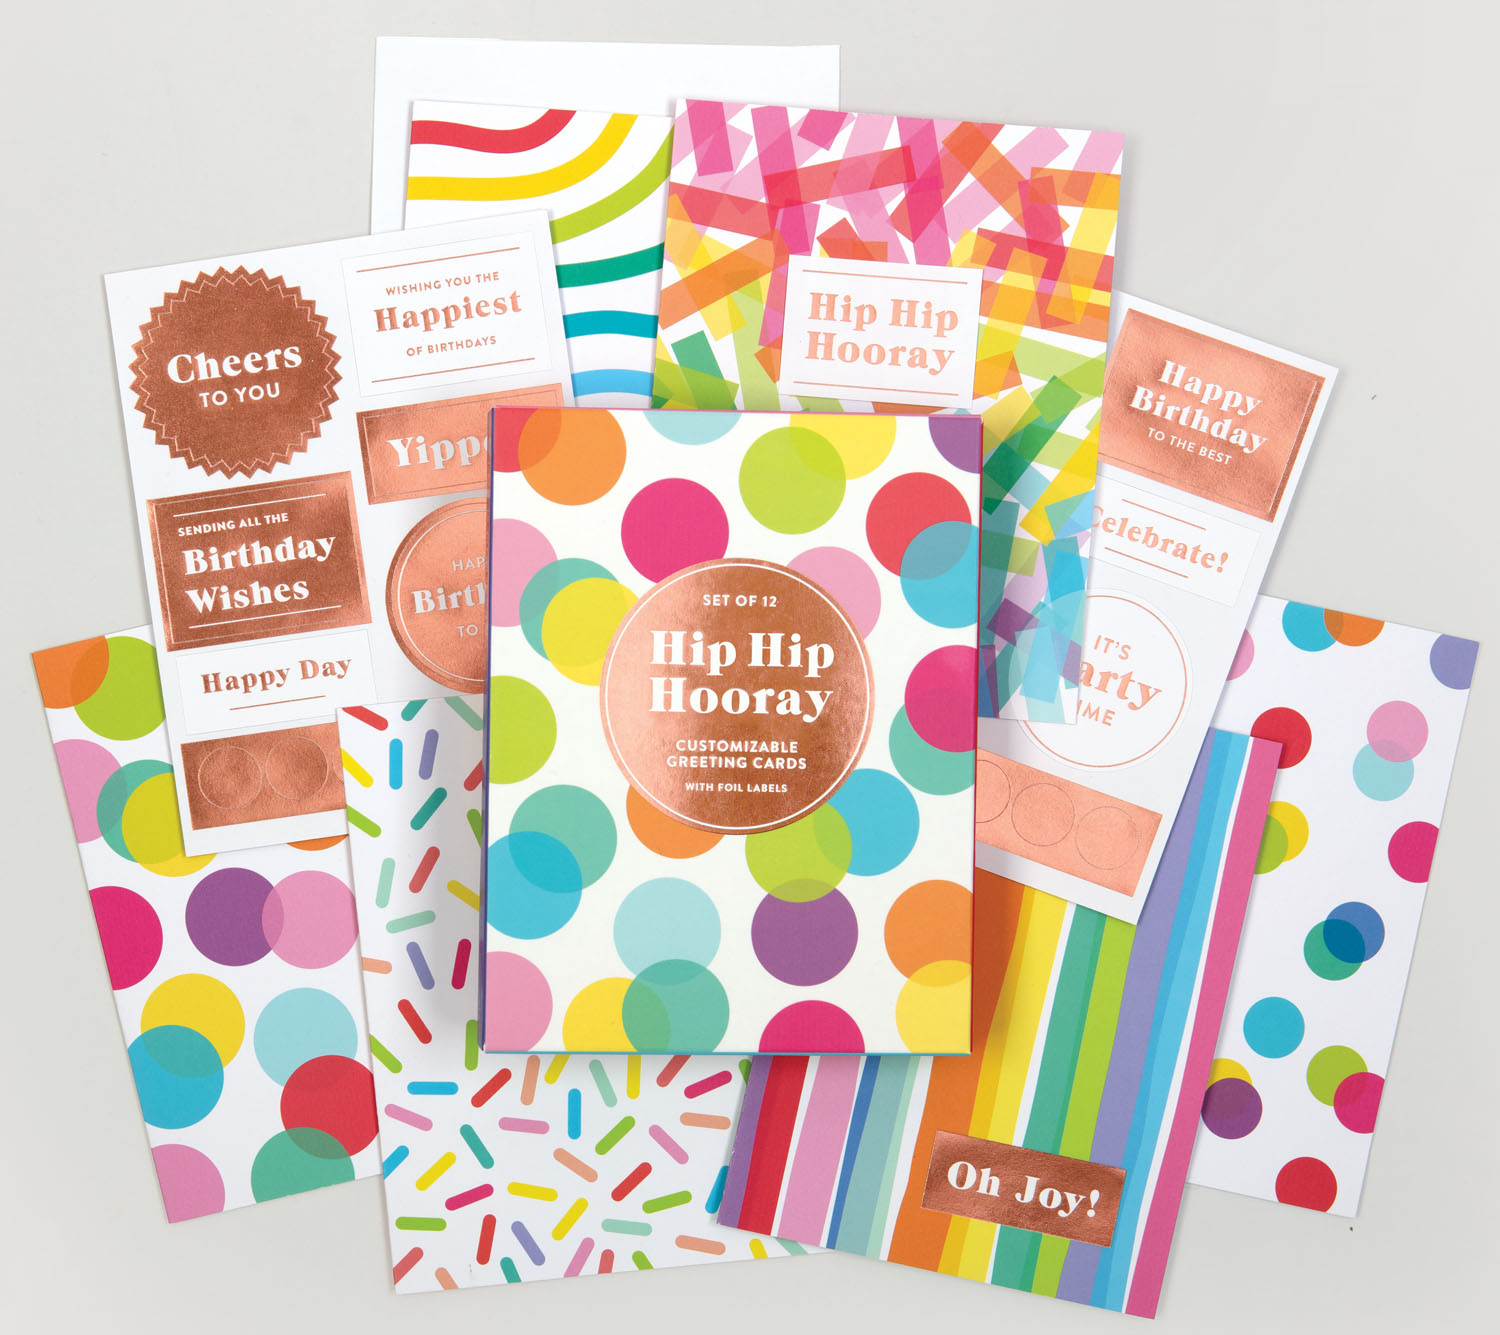 Cheers
TO YOU
WISHING YOU THE
Happiest
OF BIRTHDAYS
SENDING ALL THE
Birthday
Wishes
Happy Day
Hip Hip
Hooray
Happy
Birthday
TO THE BEST
Celebrate!
IT'S
SET OF 12
Hip Hip
Hooray
CUSTOMIZABLE
GREETING CARDS
WITH FOIL LABELS
Oh Joy!